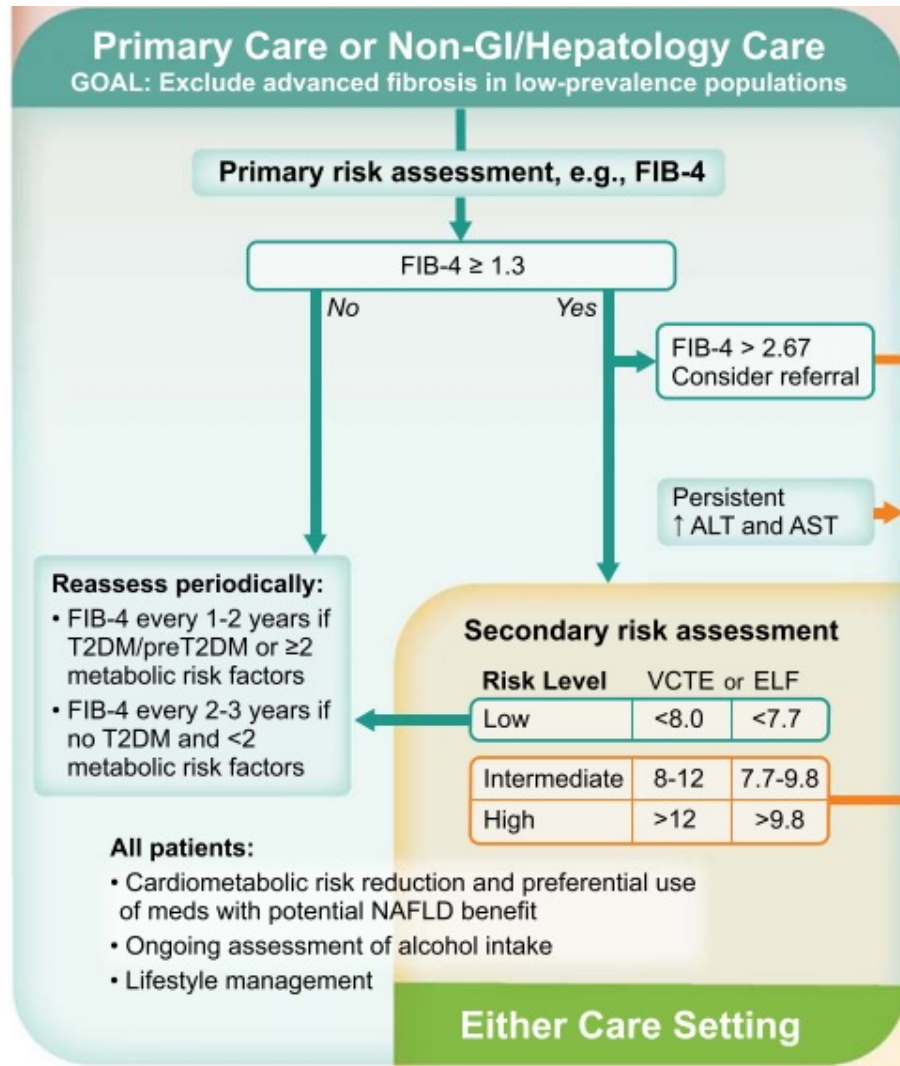 Primary Care or Non-GI/Hepatology Care
GOAL: Exclude advanced fibrosis in low-prevalence populations
Primary risk assessment, e.g., FIB-4
FIB-4 ≥ 1.3
No
Yes
FIB-4 > 2.67
Consider referral
Persistent
↑ ALT and AST
Reassess periodically:
• FIB-4 every 1-2 years if
T2DM/preT2DM or ≥2
metabolic risk factors
• FIB-4 every 2-3 years if
no T2DM and <2
metabolic risk factors
Secondary risk assessment
Risk Level VCTE or ELF
Low <8.0 <7.7
Intermediate 8-12 7.7-9.8
High >12 >9.8
All patients:
• Cardiometabolic risk reduction and preferential use
of meds with potential NAFLD benefit
• Ongoing assessment of alcohol intake
• Lifestyle management
Either Care Setting